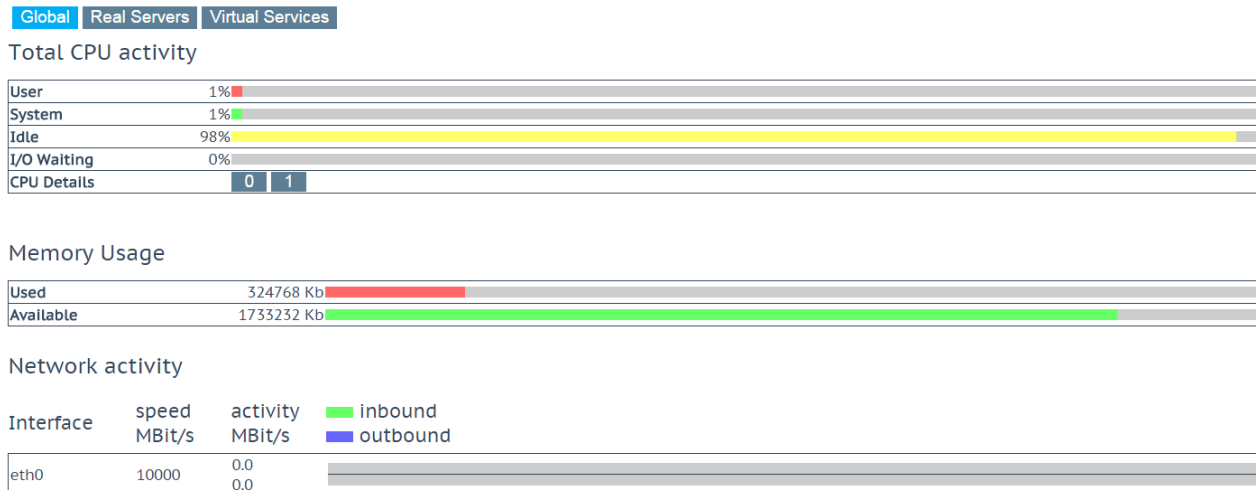 Global Real Servers Virtual Services
Total CPU activity
User 1%
System 1%
Idle 98%
I/O Waiting 0%
CPU Details 0 1
Memory Usage
Used 324768 Kb
Available 1733232 Kb
Network activity
Interface speed MBit/s activity MBit/s inbound outbound
eth0 10000 0.0
0.0